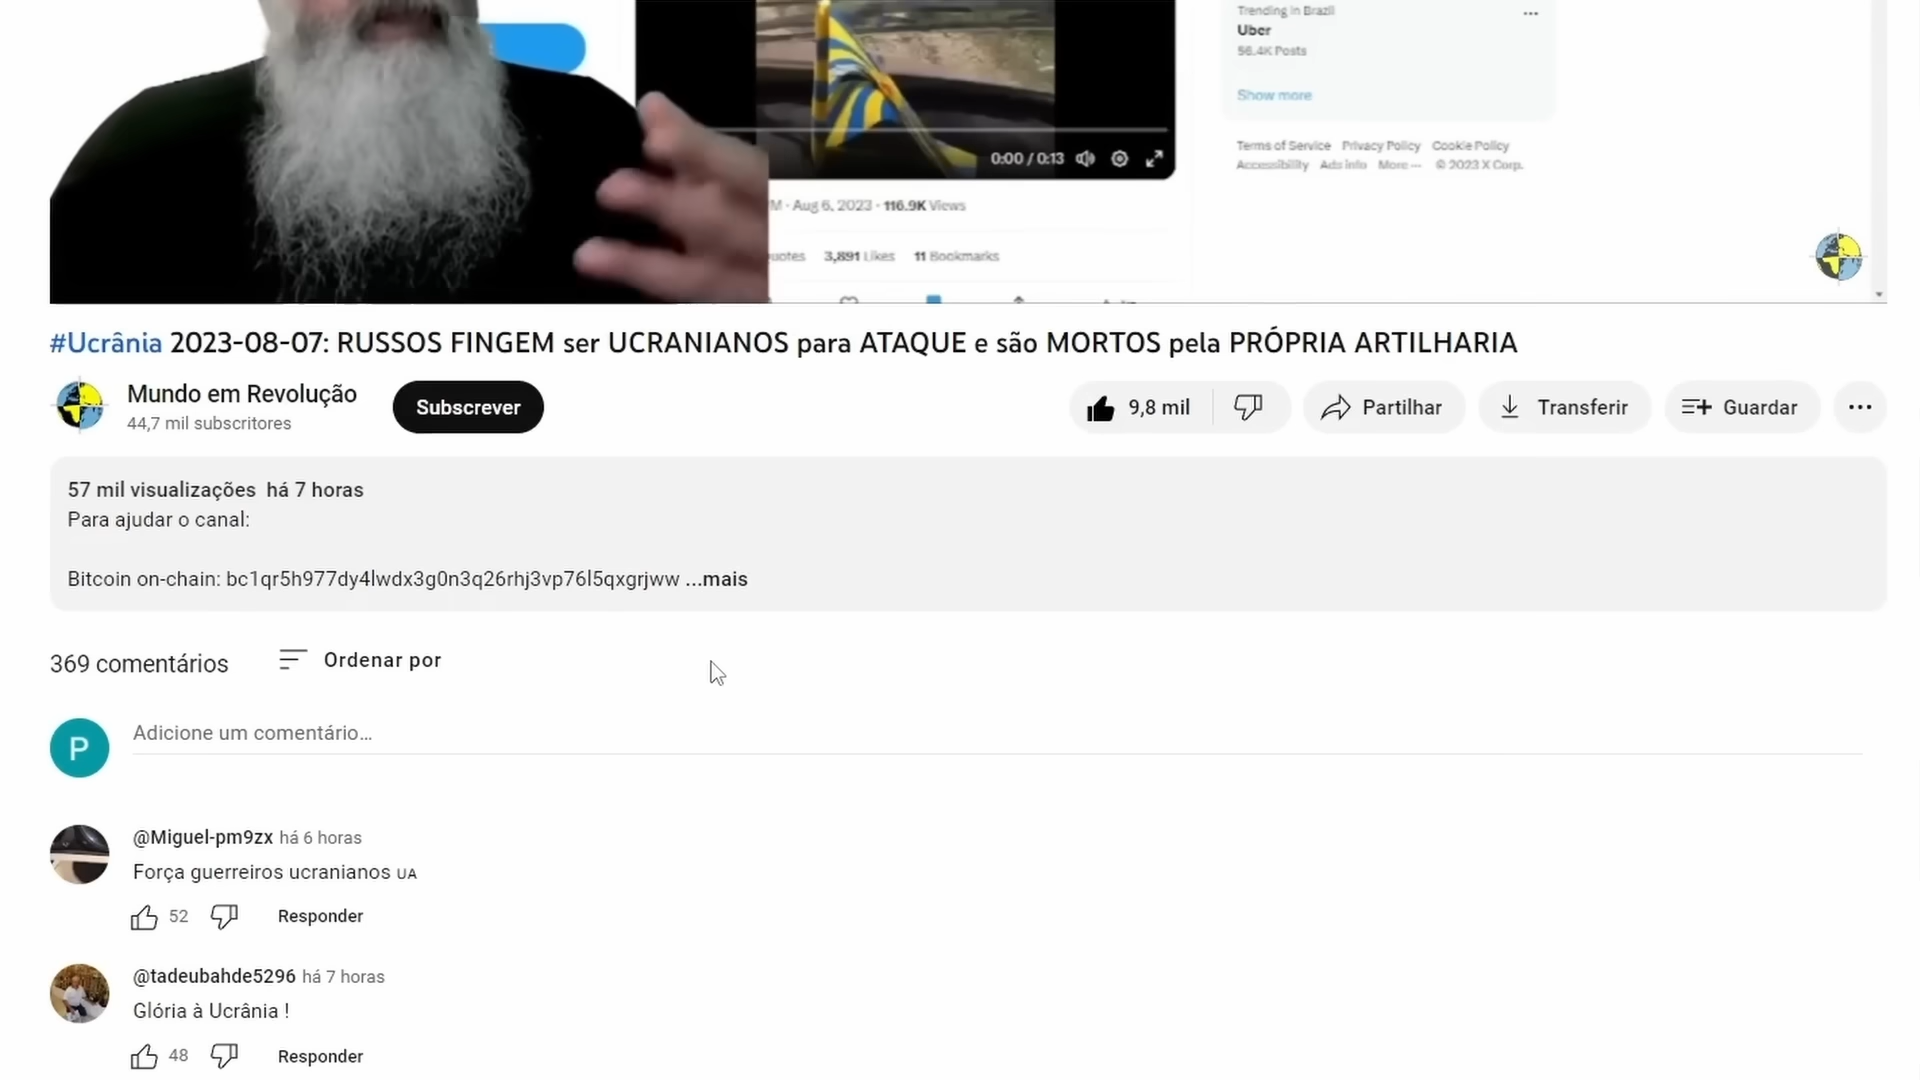 Trending in Brazil
Uber
56.4K Posts
Show more
0:00 / 0:13
Terms of Service Privacy Policy Cookie Policy
Accessibility Ads info More ··· © 2023 X Corp.
M · Aug 6, 2023 · 116.9K Views
uotes 3,891 Likes 11 Bookmarks
#Ucrânia 2023-08-07: RUSSOS FINGEM ser UCRANIANOS para ATAQUE e são MORTOS pela PRÓPRIA ARTILHARIA
Mundo em Revolução
44,7 mil subscritores
Subscrever
9,8 mil
Partilhar
Transferir
Guardar
57 mil visualizações há 7 horas
Para ajudar o canal:
Bitcoin on-chain: bc1qr5h977dy4lwdx3g0n3q26rhj3vp76l5qxgrjww ...mais
369 comentários
Ordenar por
P
Adicione um comentário…
@Miguel-pm9zx há 6 horas
Força guerreiros ucranianos UA
52
Responder
@tadeubahde5296 há 7 horas
Glória à Ucrânia !
48
Responder